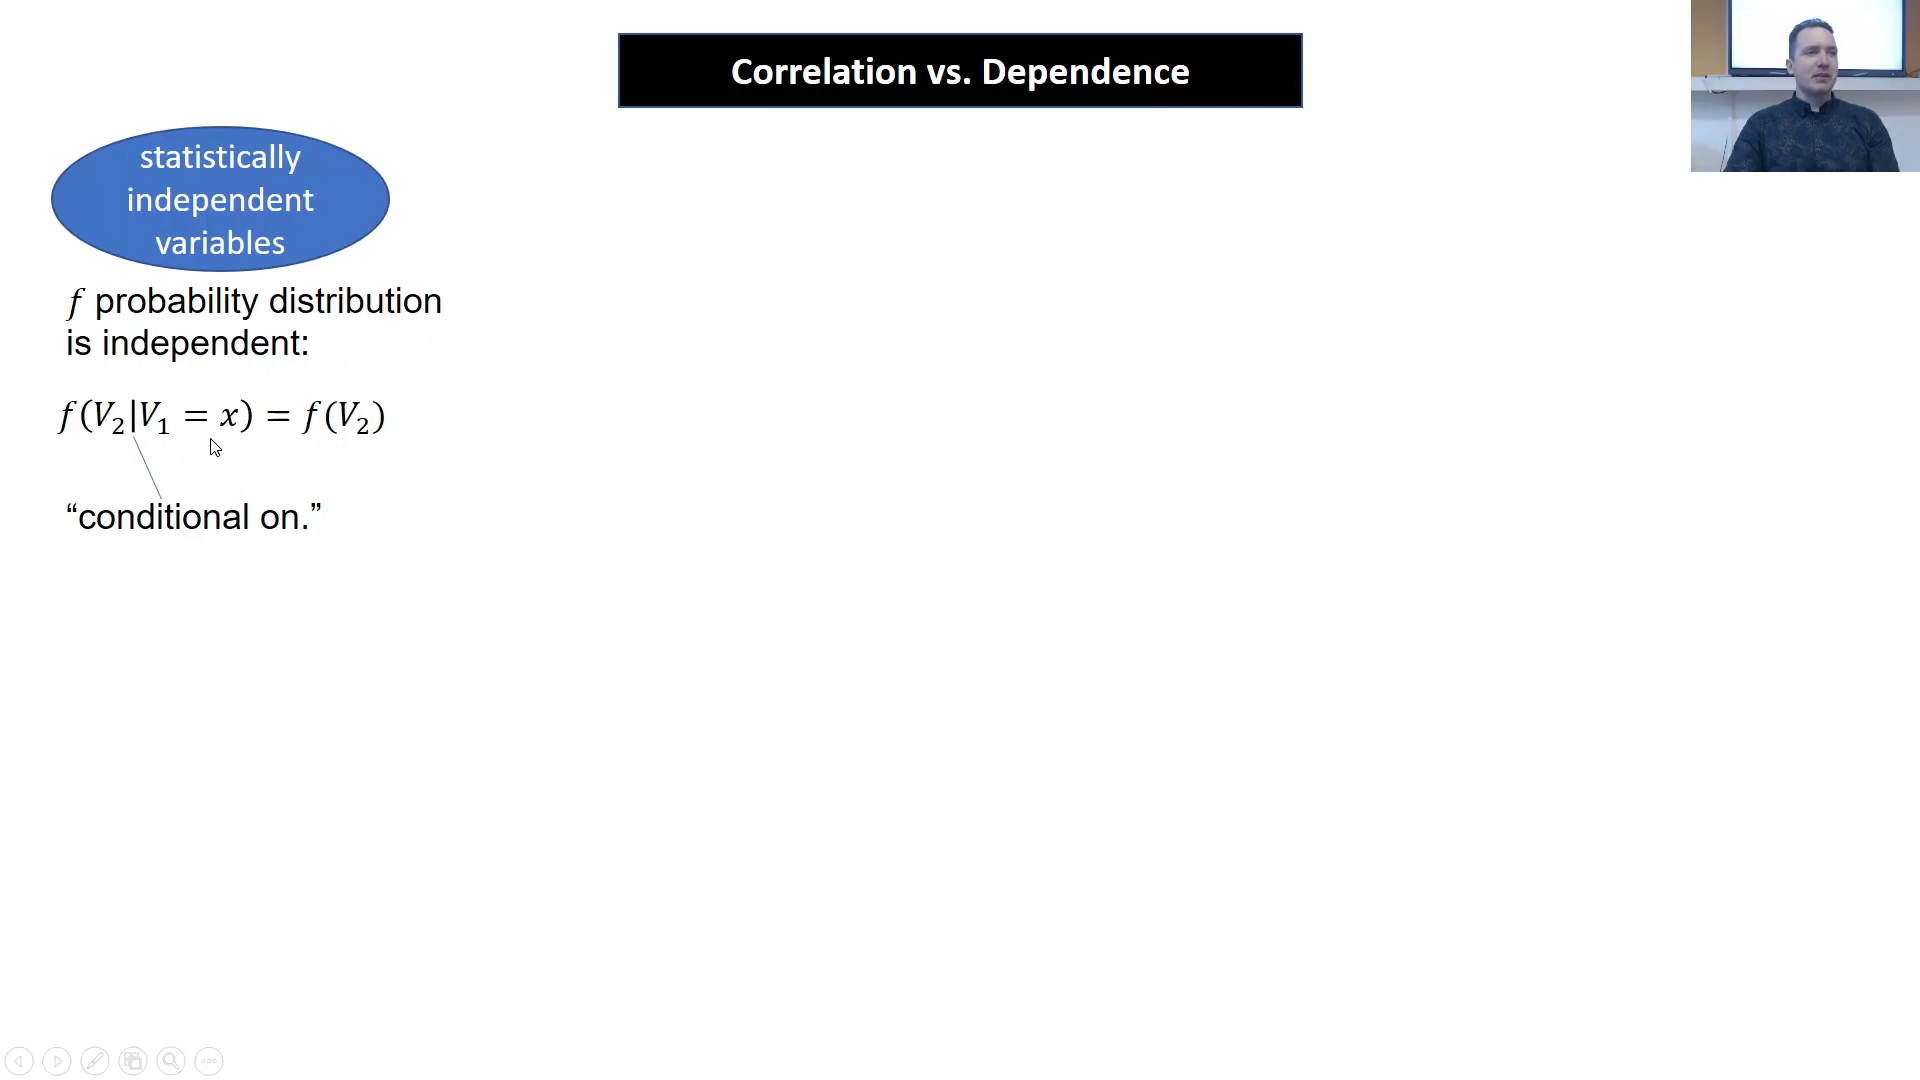 Correlation vs. Dependence
statistically
independent
variables
f probability distribution
is independent:
f(V₂|V₁ = x) = f(V₂)
“conditional on.”